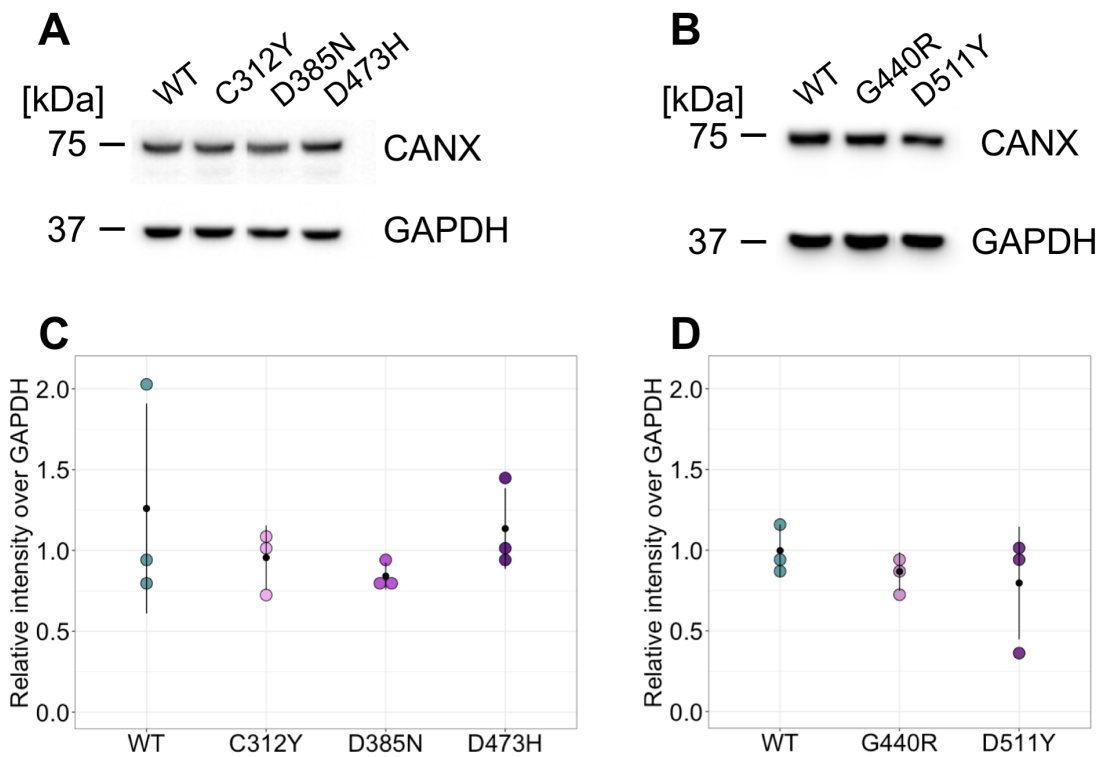 A
[kDa] WT C312Y D385N D473H
75 CANX
37 GAPDH
B
[kDa] WT G440R D511Y
75 CANX
37 GAPDH
C
Relative intensity over GAPDH
2.0
1.5
1.0
0.5
0.0
WT C312Y D385N D473H
D
Relative intensity over GAPDH
2.0
1.5
1.0
0.5
0.0
WT G440R D511Y